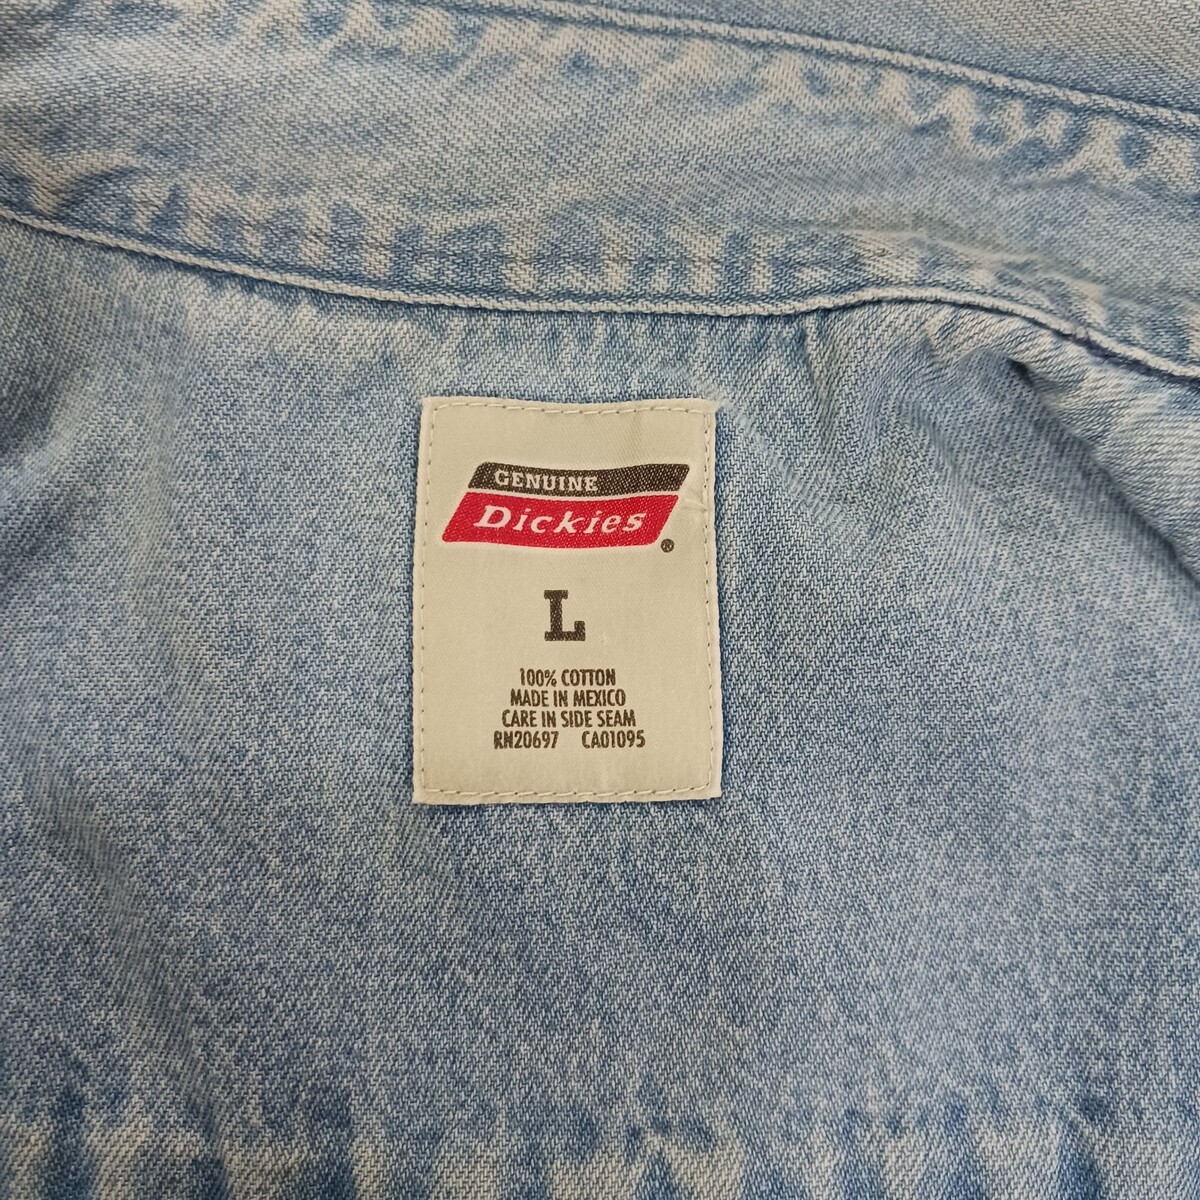 GENUINE
Dickies
®
L
100% COTTON
MADE IN MEXICO
CARE IN SIDE SEAM
RN20697 CA01095